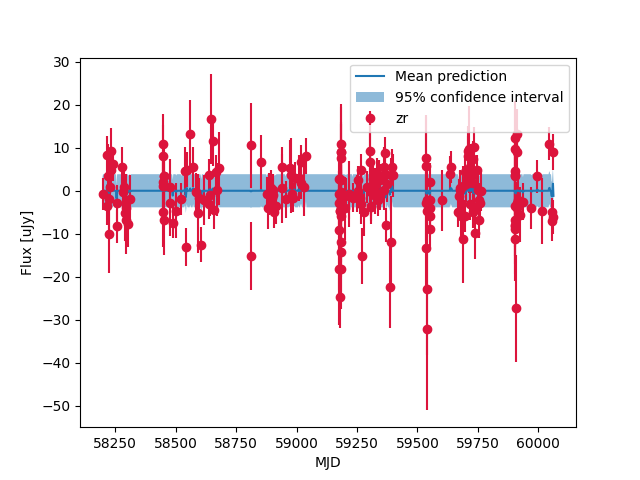 30
20
10
0
−10
−20
−30
−40
−50
Flux [uJy]
Mean prediction
95% confidence interval
zr
58250 58500 58750 59000 59250 59500 59750 60000
MJD